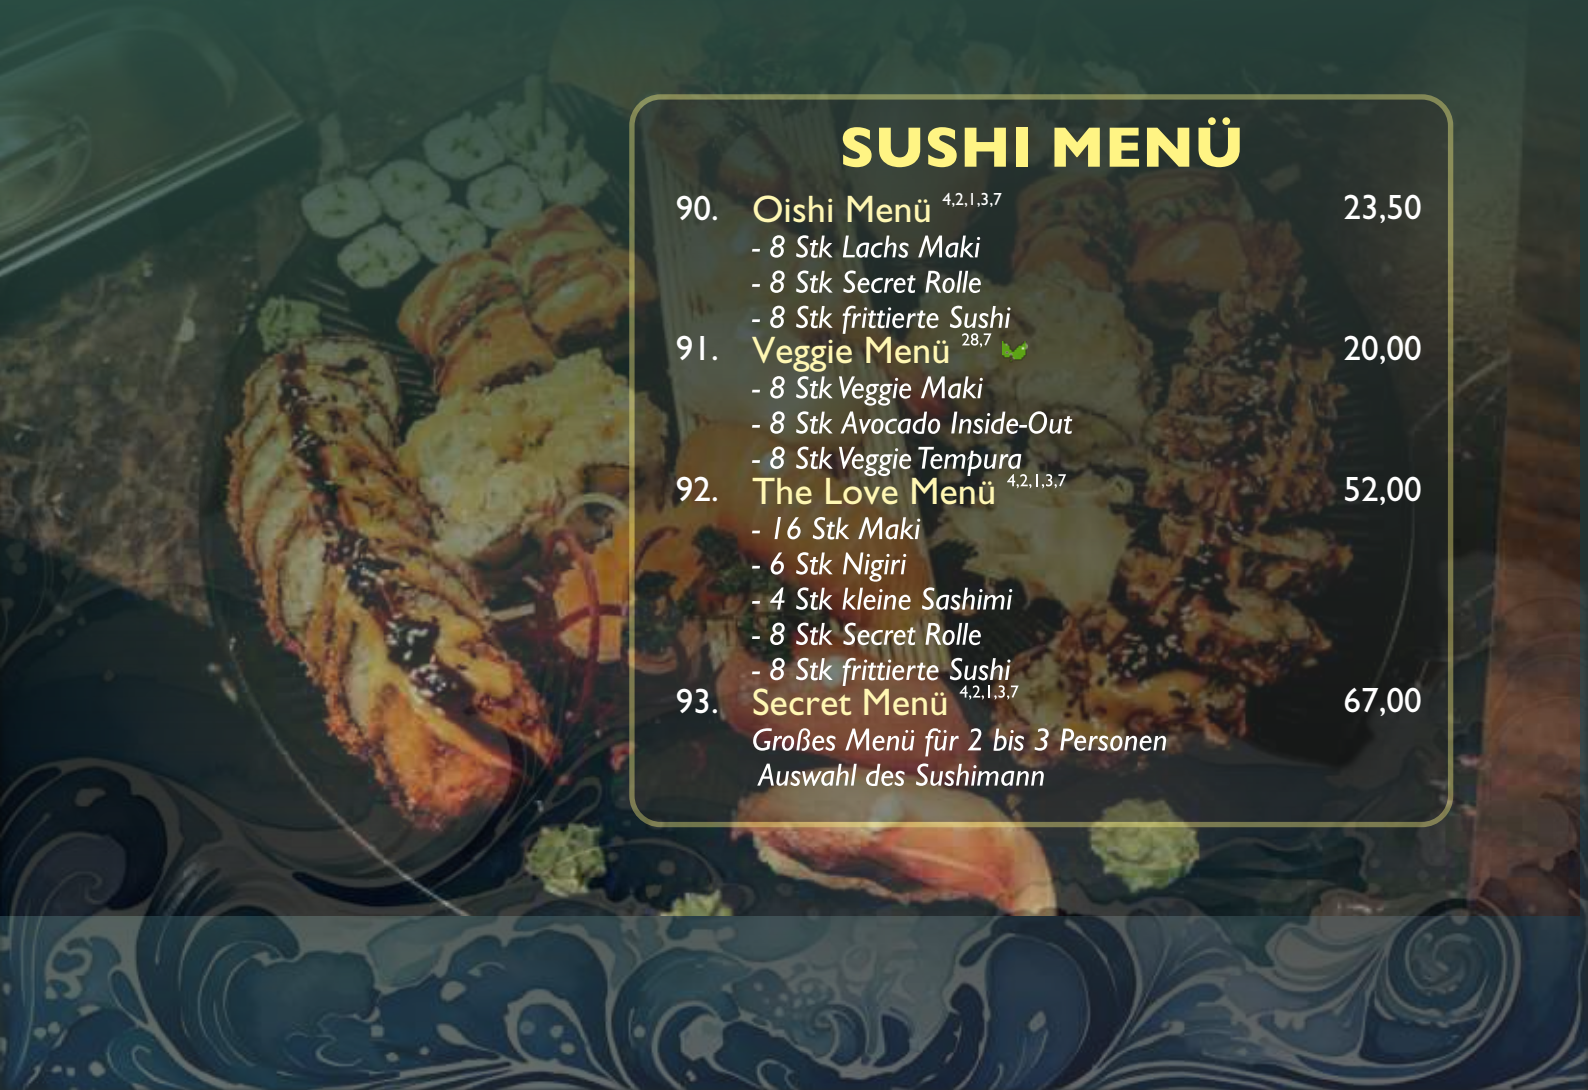 SUSHI MENÜ
90. Oishi Menü 4,2,1,3,7 23,50
- 8 Stk Lachs Maki
- 8 Stk Secret Rolle
- 8 Stk frittierte Sushi
91. Veggie Menü 28,7 20,00
- 8 Stk Veggie Maki
- 8 Stk Avocado Inside-Out
- 8 Stk Veggie Tempura
92. The Love Menü 4,2,1,3,7 52,00
- 16 Stk Maki
- 6 Stk Nigiri
- 4 Stk kleine Sashimi
- 8 Stk Secret Rolle
- 8 Stk frittierte Sushi
93. Secret Menü 4,2,1,3,7 67,00
Großes Menü für 2 bis 3 Personen
Auswahl des Sushimann